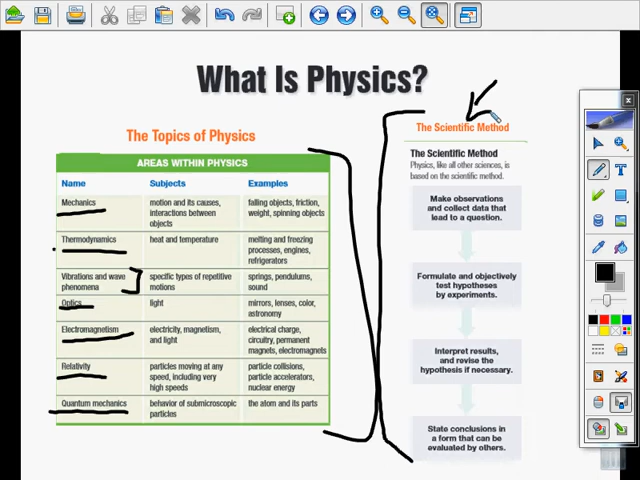 What Is Physics?
The Topics of Physics
AREAS WITHIN PHYSICS
Name Subjects Examples
Mechanics motion and its causes, falling objects, friction,
interactions between weight, spinning objects
objects
Thermodynamics heat and temperature melting and freezing
processes, engines,
refrigerators
Vibrations and wave specific types of repetitive springs, pendulums,
phenomena motions sound
Optics light mirrors, lenses, color,
astronomy
Electromagnetism electricity, magnetism, electrical charge,
and light circuitry, permanent
magnets, electromagnets
Relativity particles moving at any particle collisions,
speed, including very particle accelerators,
high speeds nuclear energy
Quantum mechanics behavior of submicroscopic the atom and its parts
particles
The Scientific Method
The Scientific Method
Physics, like all other sciences, is
based on the scientific method.
Make observations
and collect data that
lead to a question.
Formulate and objectively
test hypotheses
by experiments.
Interpret results,
and revise the
hypothesis if necessary.
State conclusions in
a form that can be
evaluated by others.
T